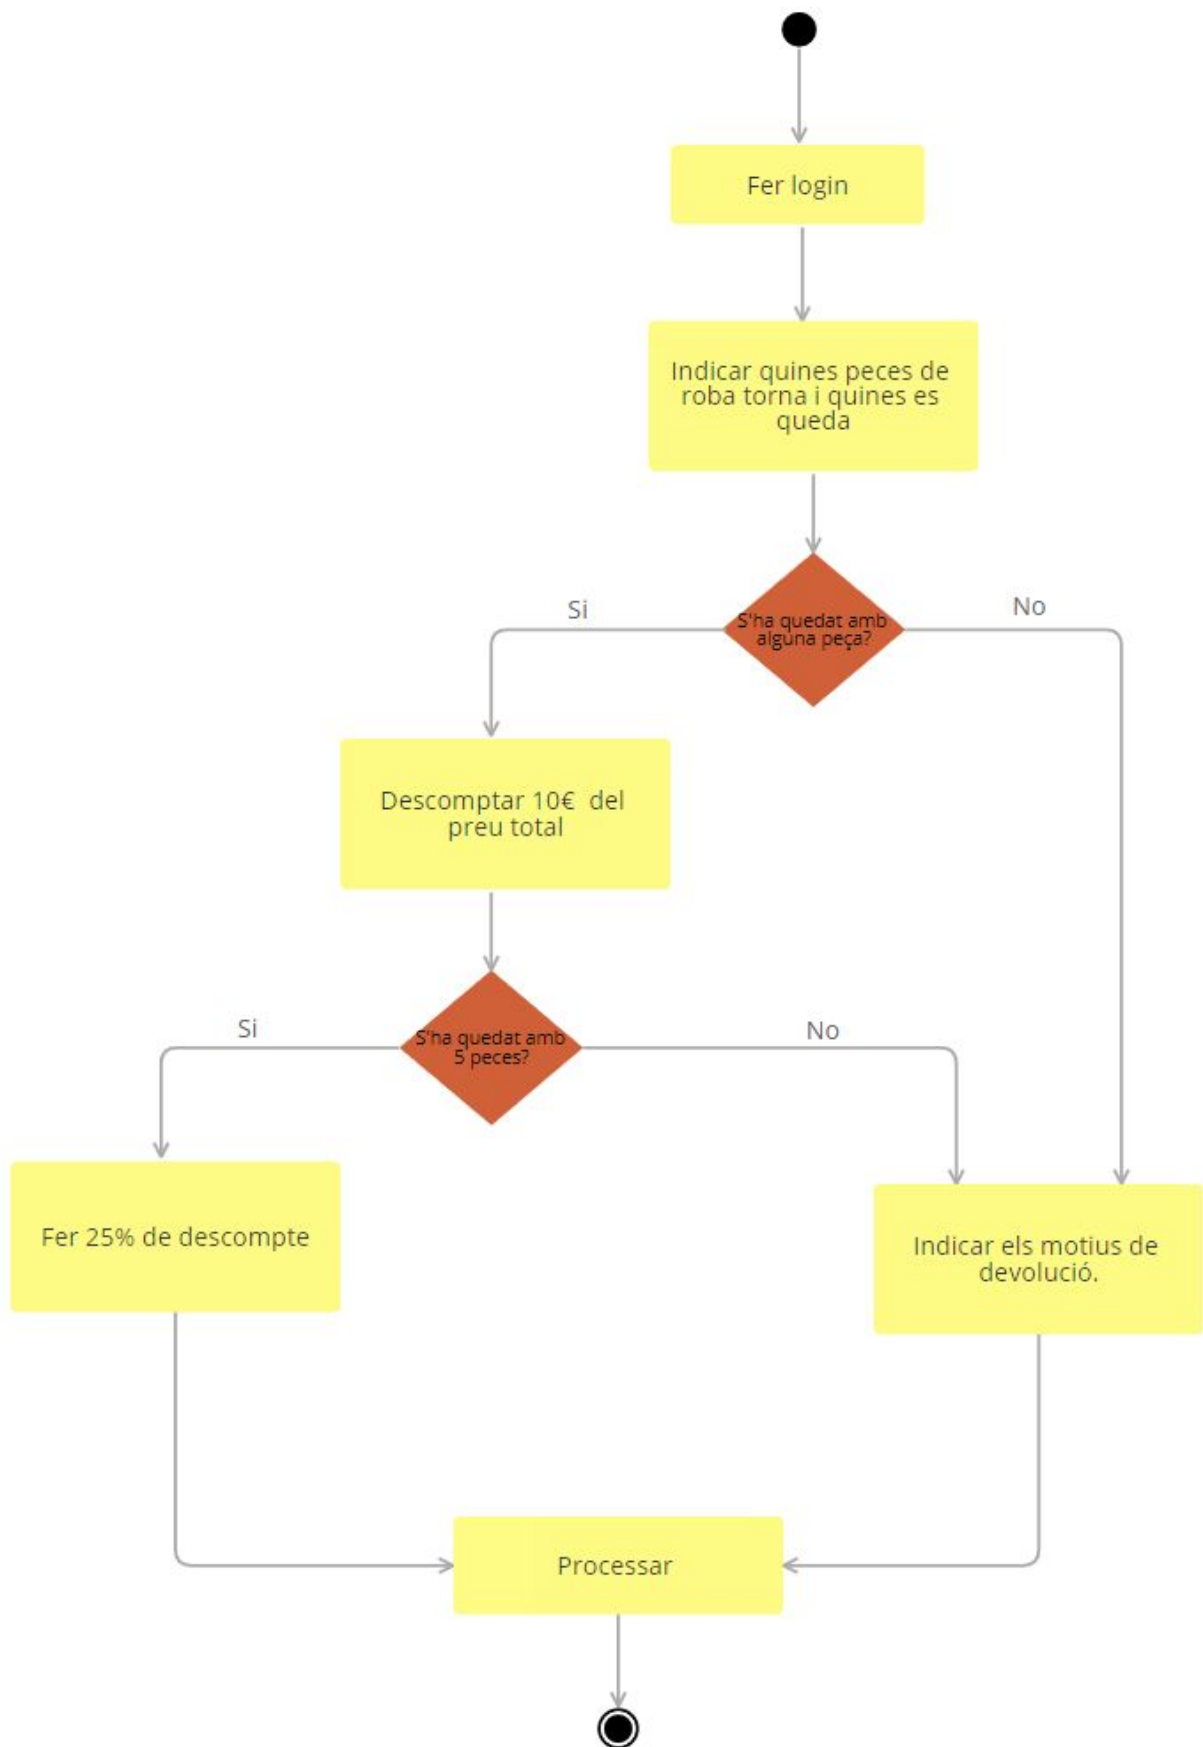 Fer login
Indicar quines peces de
roba torna i quines es
queda
Si
No
S'ha quedat amb
alguna peça?
Descomptar 10€ del
preu total
Si
No
S'ha quedat amb
5 peces?
Fer 25% de descompte
Indicar els motius de
devolució.
Processar